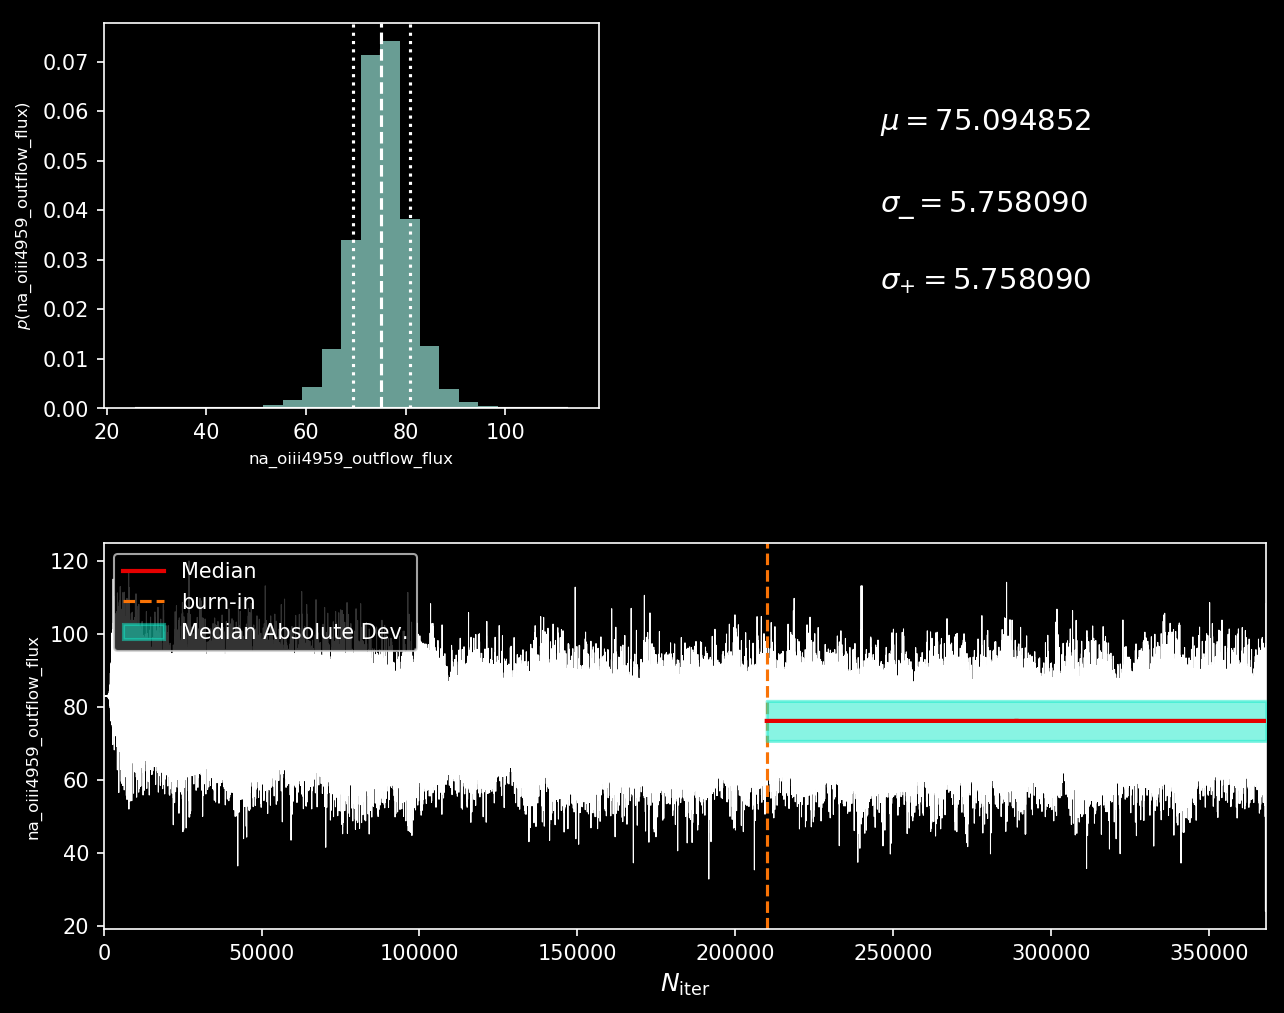 0.07
0.06
0.05
0.04
0.03
0.02
0.01
0.00
p(na_oiii4959_outflow_flux)
20 40 60 80 100
na_oiii4959_outflow_flux
μ = 75.094852
σ_ = 5.758090
σ+ = 5.758090
Median
burn-in
Median Absolute Dev.
120
100
80
60
40
20
na_oiii4959_outflow_flux
0 50000 100000 150000 200000 250000 300000 350000
Niter